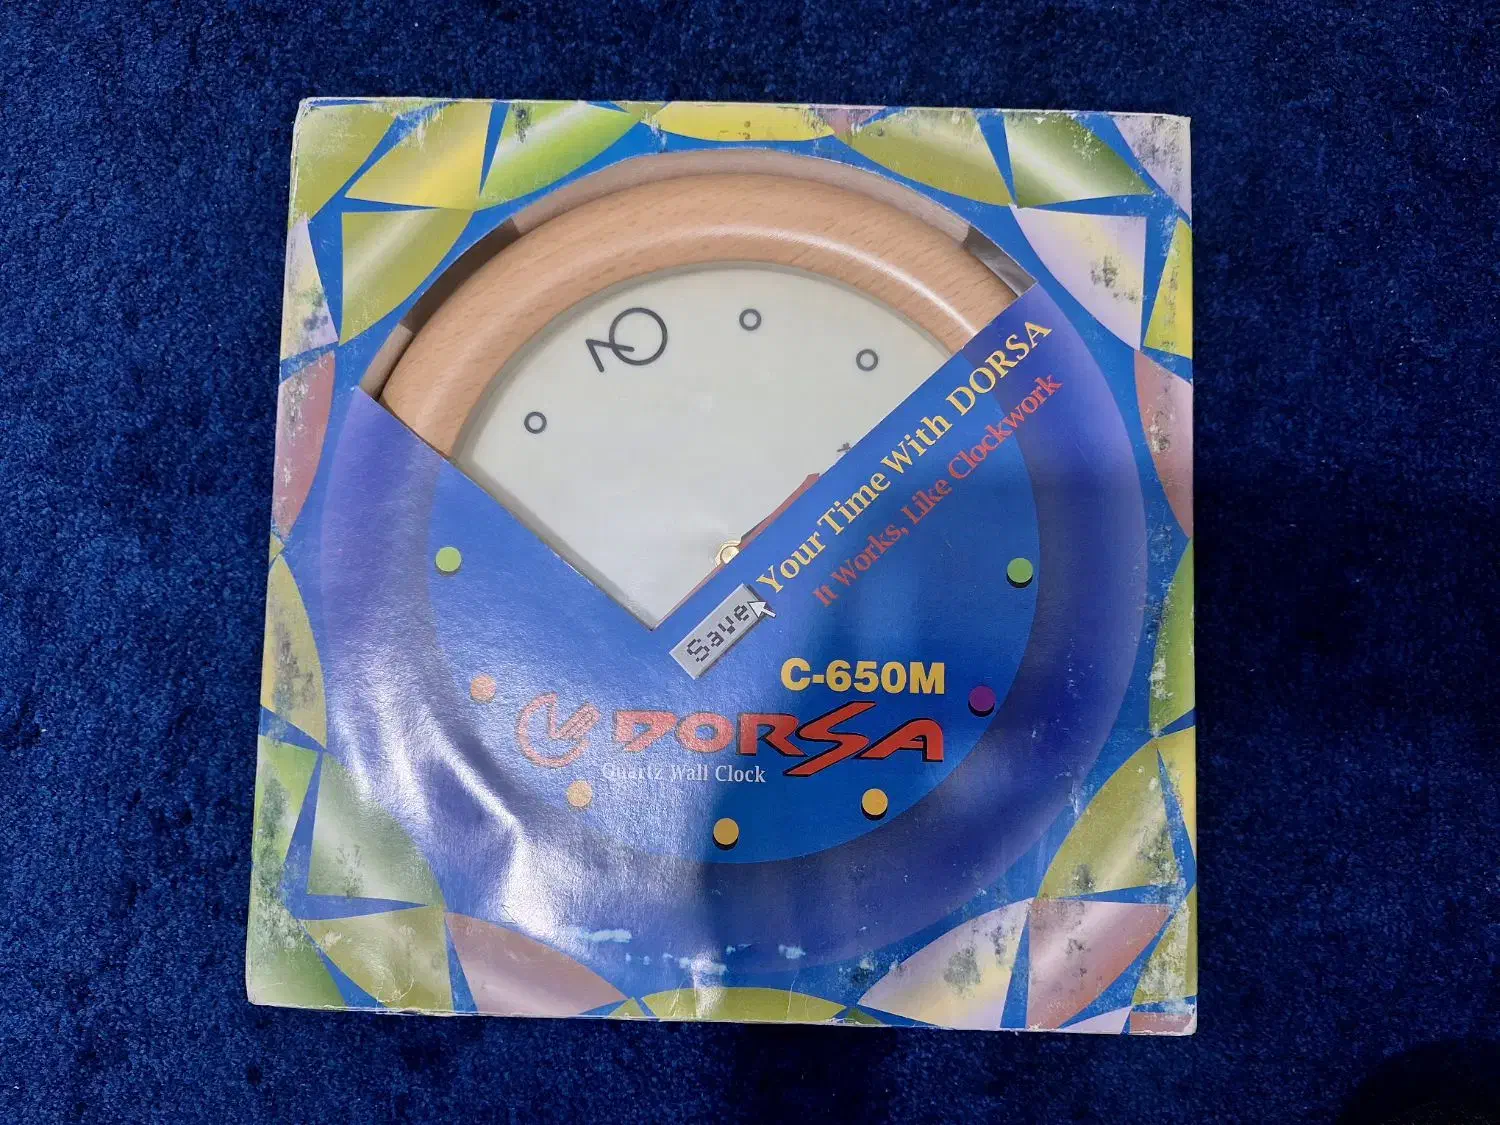 Your Time With DORSA
It Works, Like Clockwork
Save
C-650M
DORSA
Quartz Wall Clock